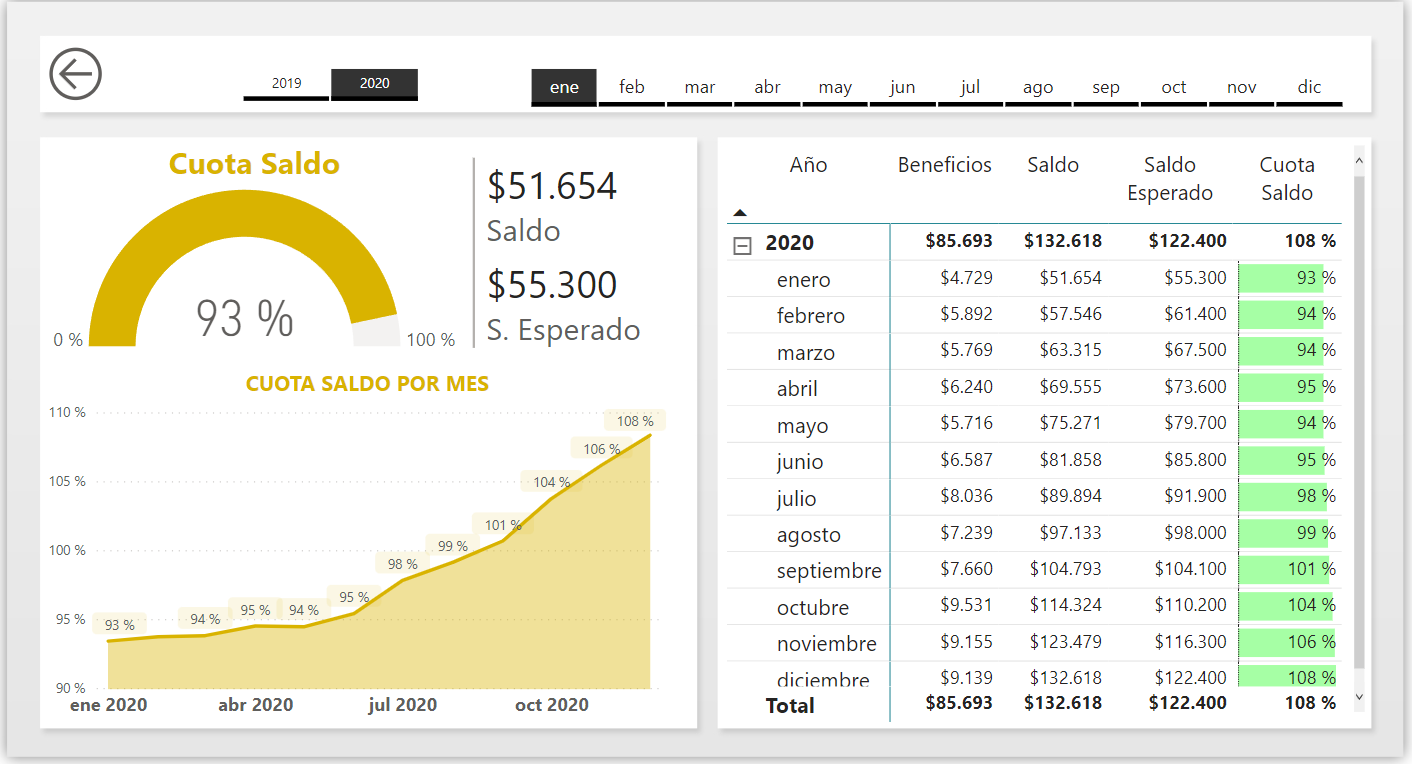 2019 2020 ene feb mar abr may jun jul ago sep oct nov dic
Cuota Saldo
93 %
0 %
100 %
$51.654
Saldo
$55.300
S. Esperado
CUOTA SALDO POR MES
110 %
105 %
100 %
95 %
90 %
93 %
94 %
95 %
94 %
95 %
98 %
99 %
101 %
104 %
106 %
108 %
ene 2020 abr 2020 jul 2020 oct 2020
Año Beneficios Saldo Saldo Cuota
Esperado Saldo
2020 $85.693 $132.618 $122.400 108 %
enero $4.729 $51.654 $55.300 93 %
febrero $5.892 $57.546 $61.400 94 %
marzo $5.769 $63.315 $67.500 94 %
abril $6.240 $69.555 $73.600 95 %
mayo $5.716 $75.271 $79.700 94 %
junio $6.587 $81.858 $85.800 95 %
julio $8.036 $89.894 $91.900 98 %
agosto $7.239 $97.133 $98.000 99 %
septiembre $7.660 $104.793 $104.100 101 %
octubre $9.531 $114.324 $110.200 104 %
noviembre $9.155 $123.479 $116.300 106 %
diciembre $9.139 $132.618 $122.400 108 %
Total $85.693 $132.618 $122.400 108 %